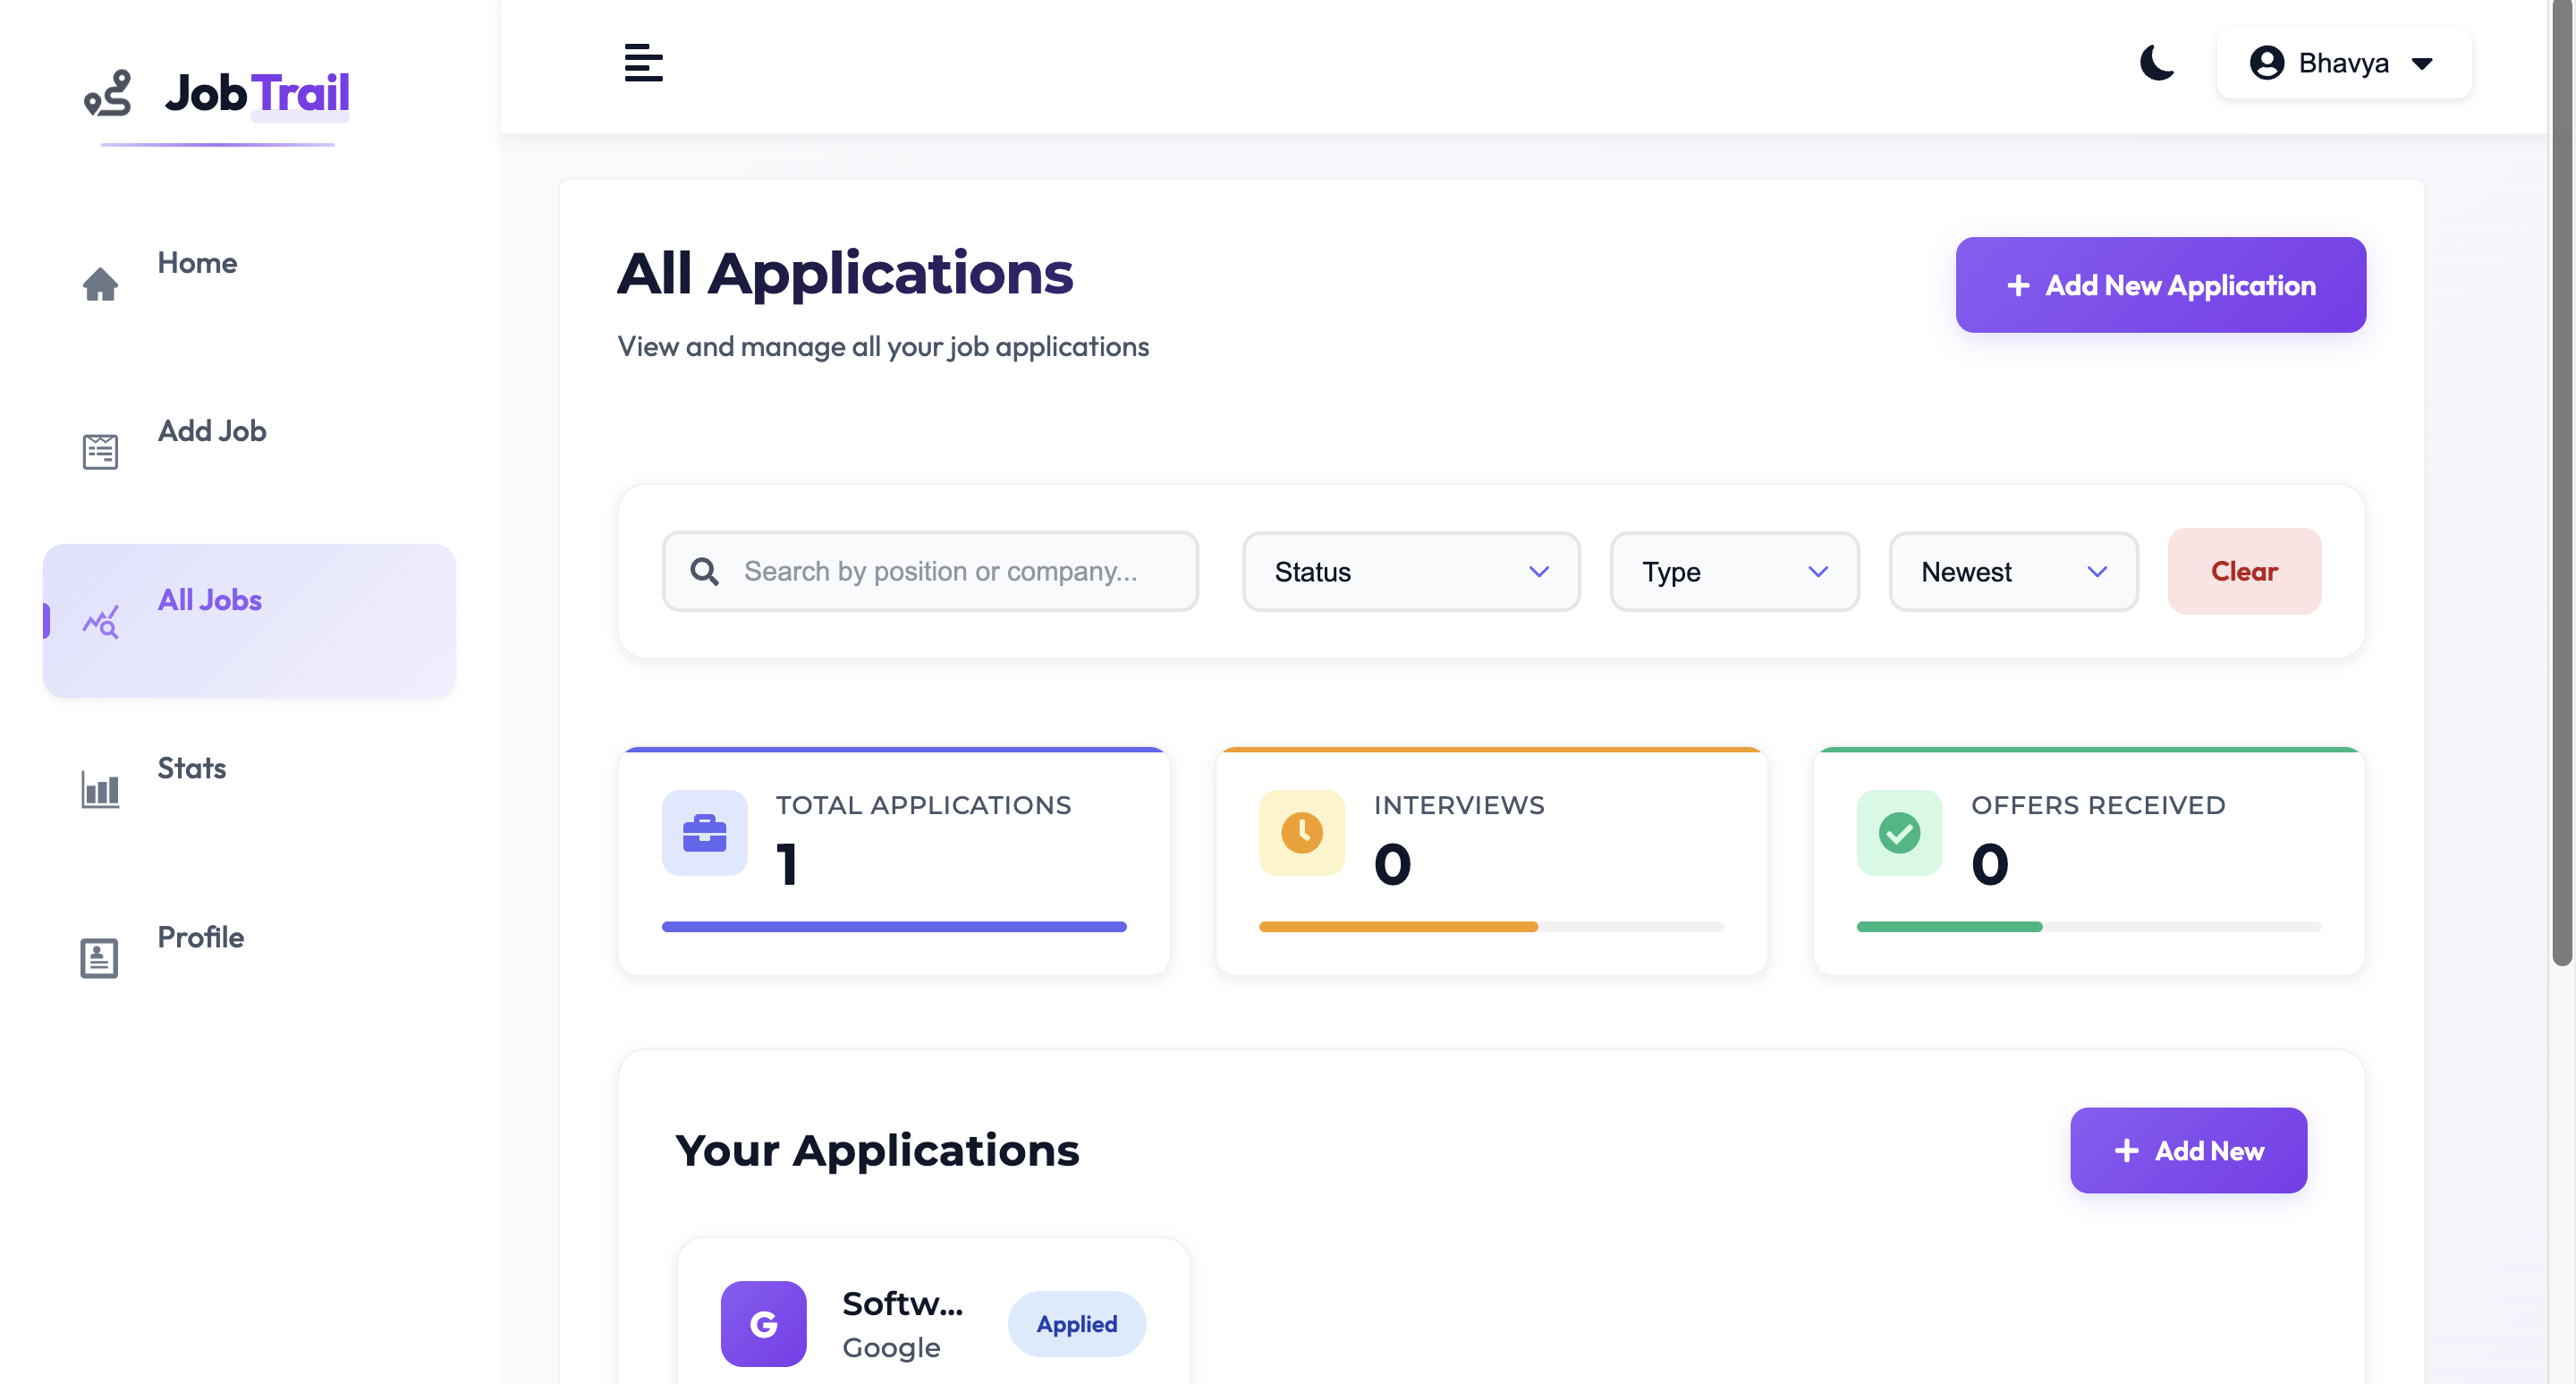 JobTrail
Home
Add Job
All Jobs
Stats
Profile
Bhavya
All Applications
View and manage all your job applications
+ Add New Application
Search by position or company...
Status
Type
Newest
Clear
TOTAL APPLICATIONS
1
INTERVIEWS
0
OFFERS RECEIVED
0
Your Applications
+ Add New
G
Softw...
Google
Applied